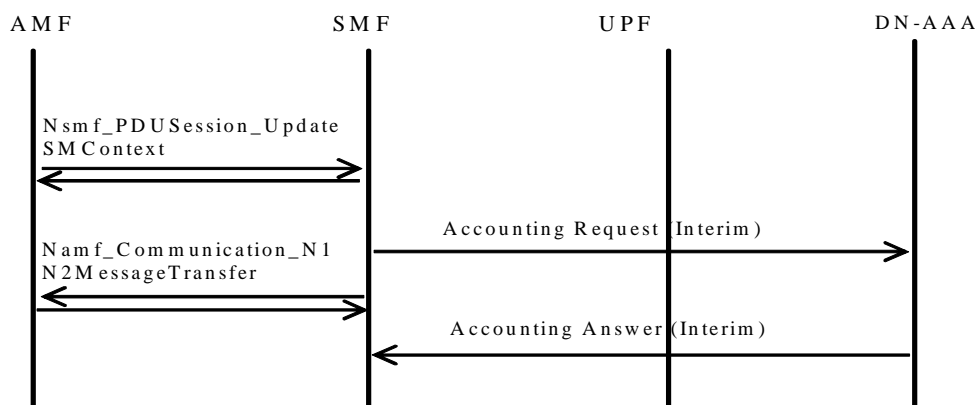 AMF
SMF
UPF
DN-AAA
Nsmf_PDUSession_Update
SMContext
Accounting Request (Interim)
Namf_Communication_N1
N2MessageTransfer
Accounting Answer (Interim)